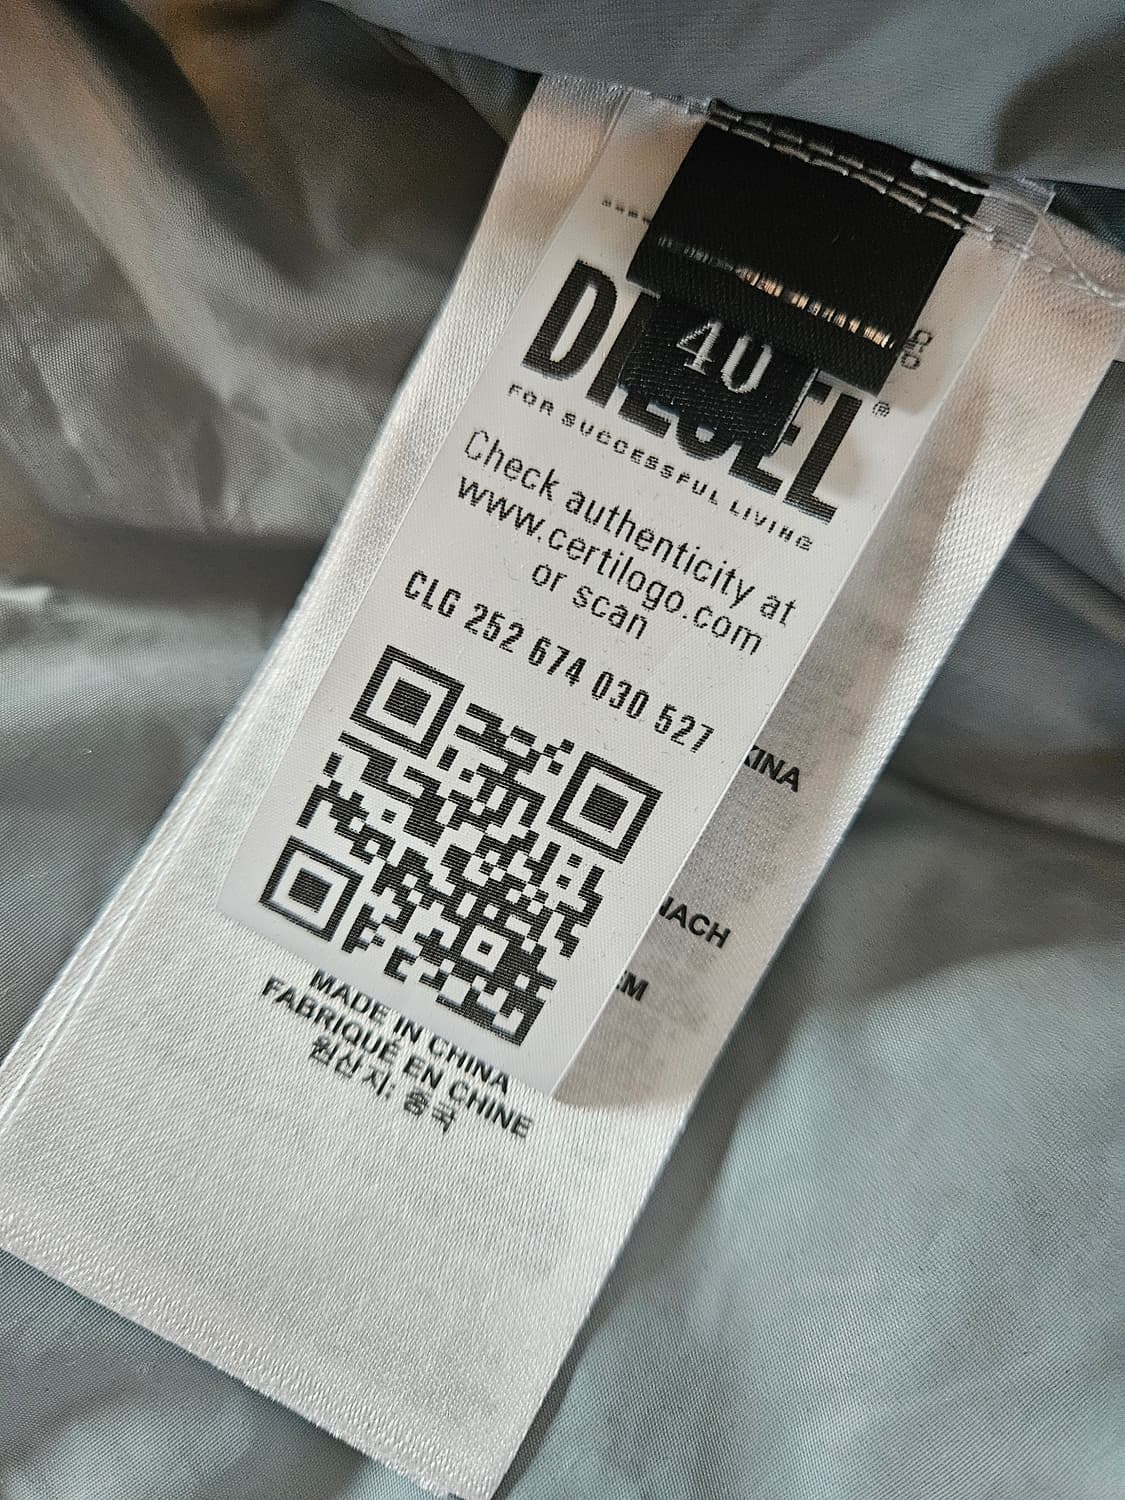 40
DIESEL®
FOR SUCCESSFUL LIVING
Check authenticity at
www.certilogo.com
or scan
CLG 252 674 030 527
KINA
NACH
EM
MADE IN CHINA
FABRIQUÉ EN CHINE
원산지: 중국